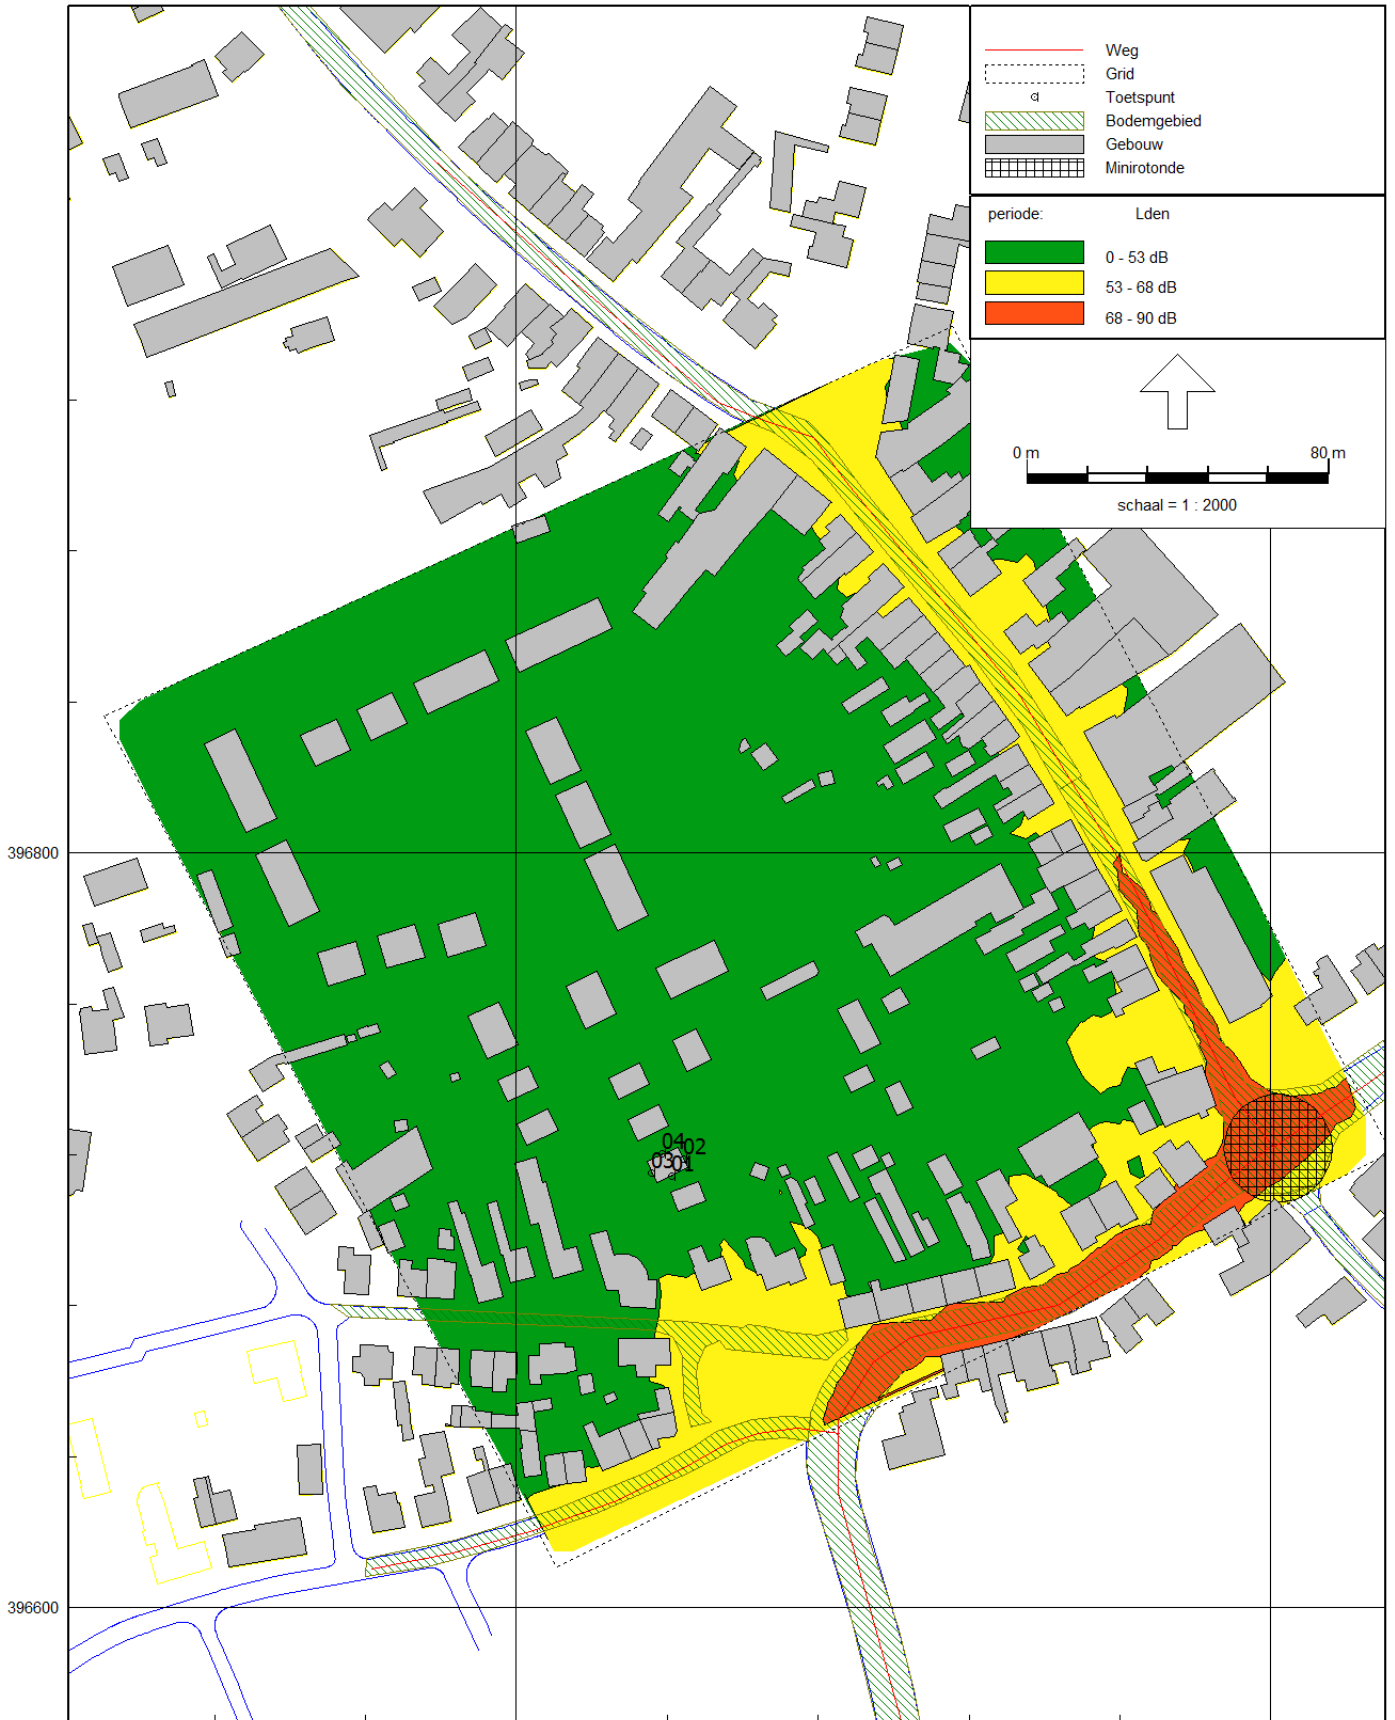 Weg
Grid
Toetspunt
Bodemgebied
Gebouw
Minirotonde
periode: Lden
0 - 53 dB
53 - 68 dB
68 - 90 dB
0 m 80 m
schaal = 1 : 2000
396800
04 02
03 01
396600